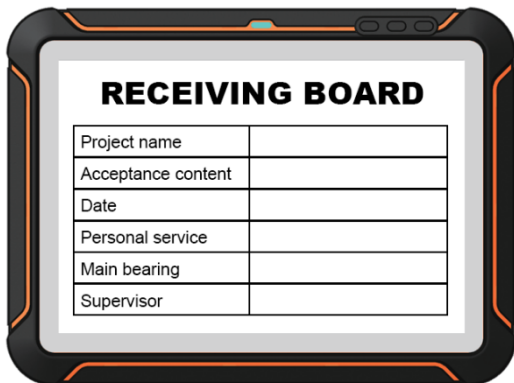 RECEIVING BOARD
Project name
Acceptance content
Date
Personal service
Main bearing
Supervisor